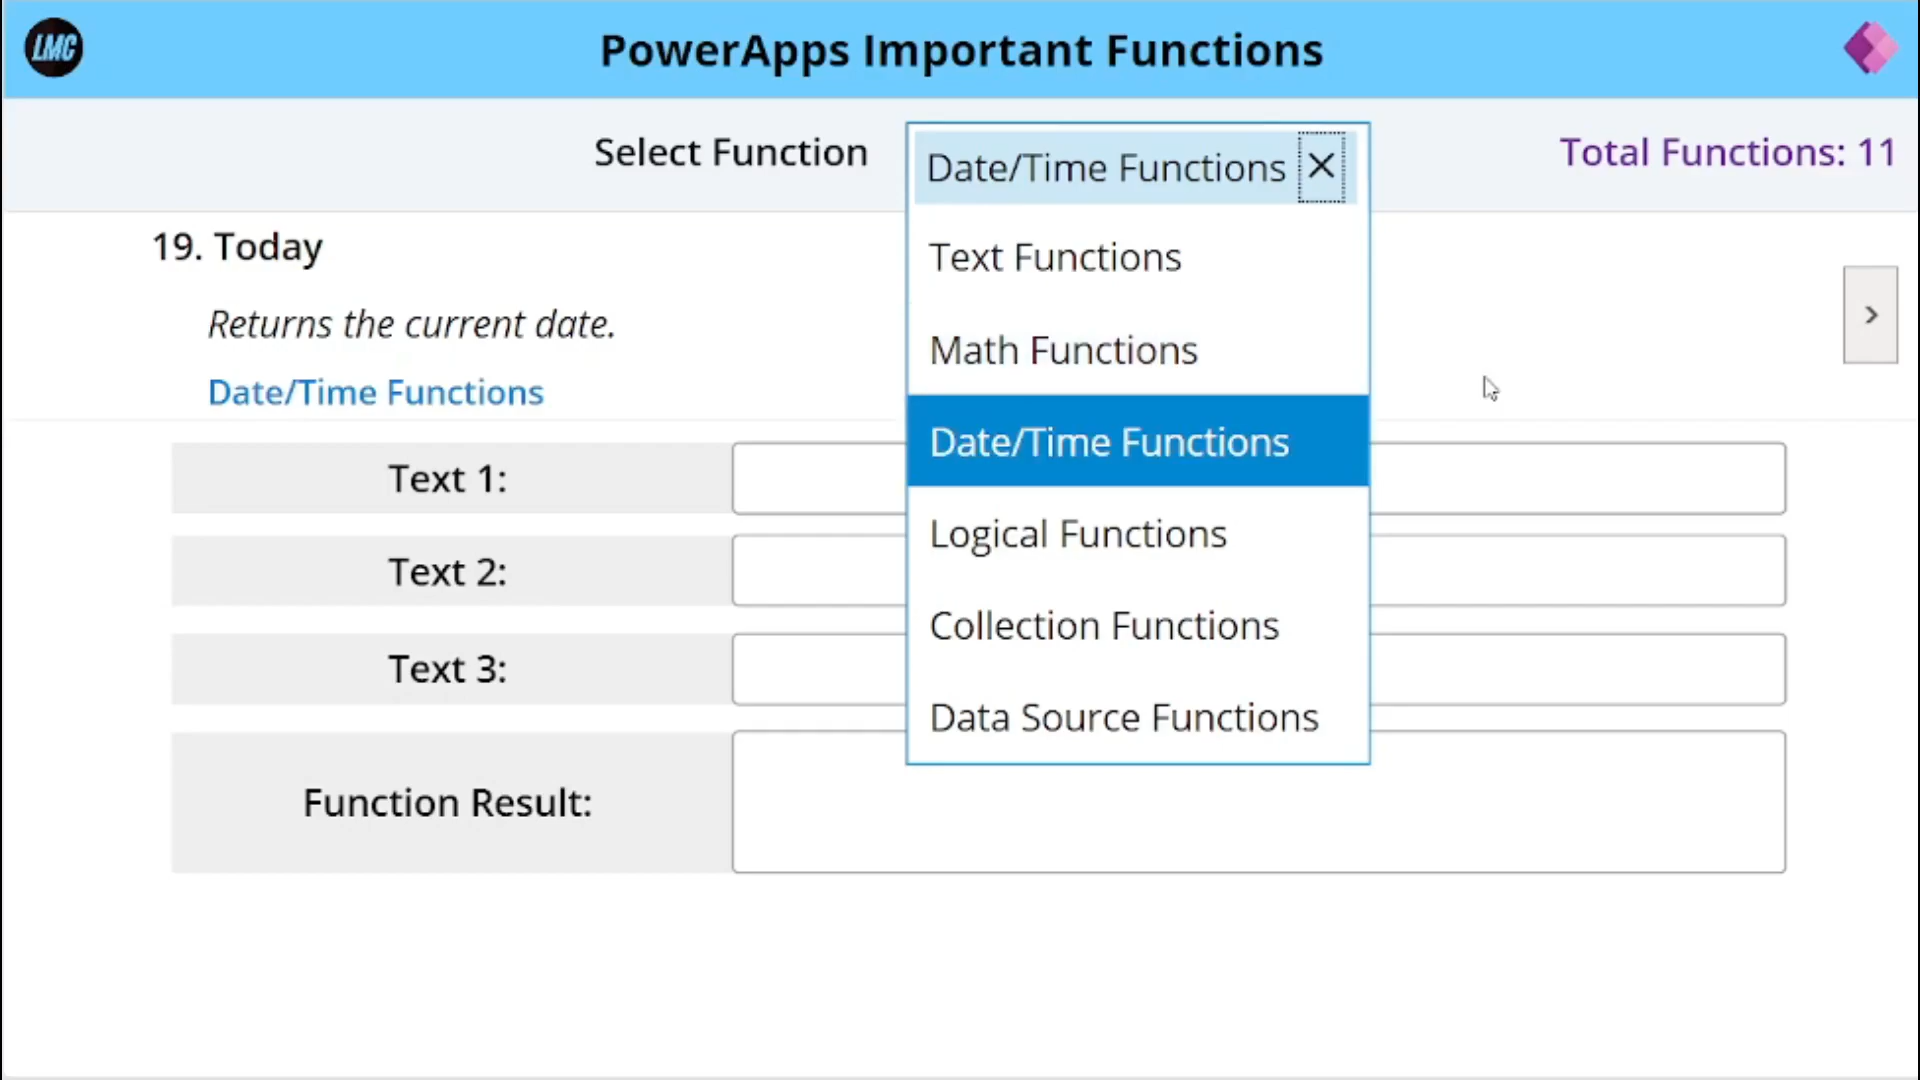 LMC
PowerApps Important Functions
Select Function
Date/Time Functions
Total Functions: 11
Text Functions
Math Functions
Date/Time Functions
Logical Functions
Collection Functions
Data Source Functions
19. Today
Returns the current date.
Date/Time Functions
Text 1:
Text 2:
Text 3:
Function Result: